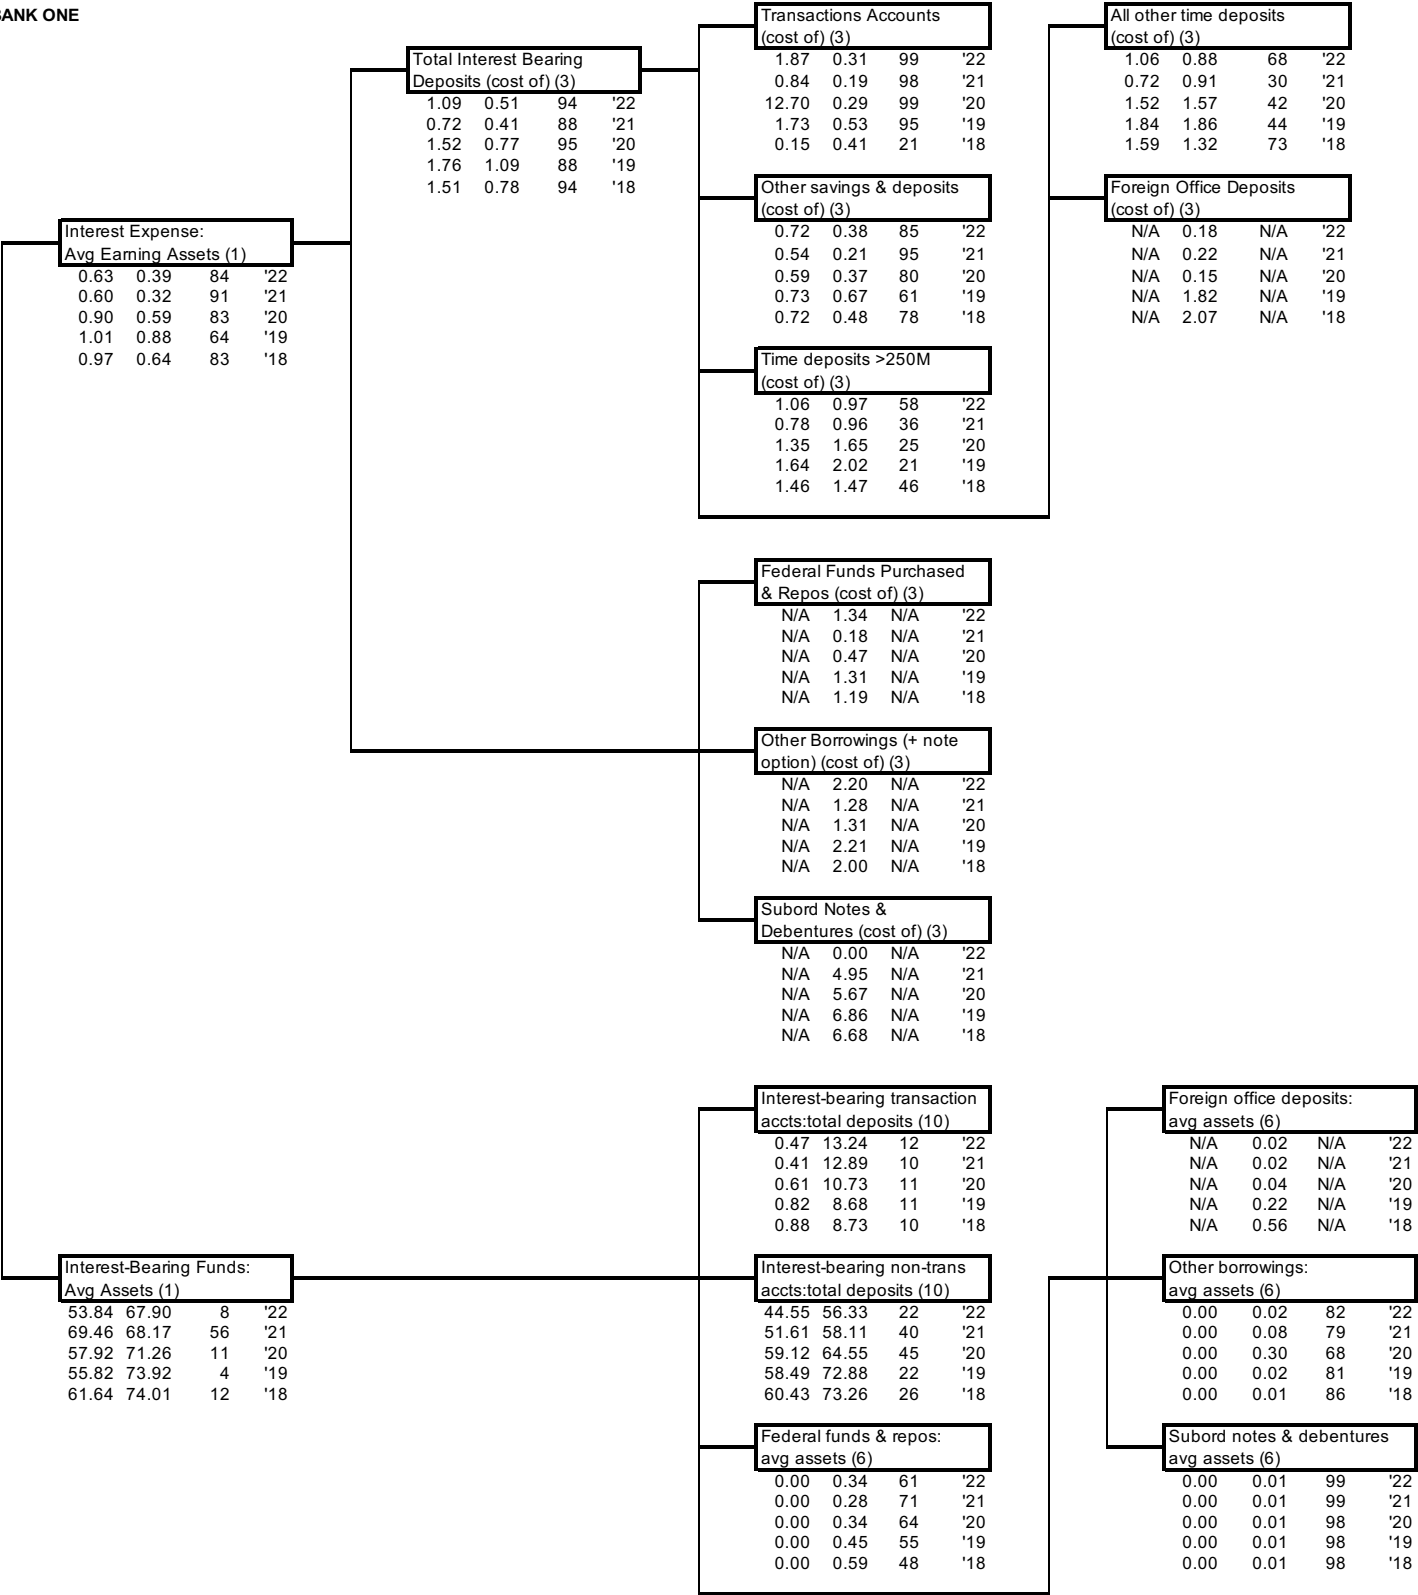 BANK ONE
Transactions Accounts
(cost of) (3)
1.87 0.31 99 '22
0.84 0.19 98 '21
12.70 0.29 99 '20
1.73 0.53 95 '19
0.15 0.41 21 '18
All other time deposits
(cost of) (3)
1.06 0.88 68 '22
0.72 0.91 30 '21
1.52 1.57 42 '20
1.84 1.86 44 '19
1.59 1.32 73 '18
Total Interest Bearing
Deposits (cost of) (3)
1.09 0.51 94 '22
0.72 0.41 88 '21
1.52 0.77 95 '20
1.76 1.09 88 '19
1.51 0.78 94 '18
Other savings & deposits
(cost of) (3)
0.72 0.38 85 '22
0.54 0.21 95 '21
0.59 0.37 80 '20
0.73 0.67 61 '19
0.72 0.48 78 '18
Foreign Office Deposits
(cost of) (3)
N/A 0.18 N/A '22
N/A 0.22 N/A '21
N/A 0.15 N/A '20
N/A 1.82 N/A '19
N/A 2.07 N/A '18
Interest Expense:
Avg Earning Assets (1)
0.63 0.39 84 '22
0.60 0.32 91 '21
0.90 0.59 83 '20
1.01 0.88 64 '19
0.97 0.64 83 '18
Time deposits >250M
(cost of) (3)
1.06 0.97 58 '22
0.78 0.96 36 '21
1.35 1.65 25 '20
1.64 2.02 21 '19
1.46 1.47 46 '18
Federal Funds Purchased
& Repos (cost of) (3)
N/A 1.34 N/A '22
N/A 0.18 N/A '21
N/A 0.47 N/A '20
N/A 1.31 N/A '19
N/A 1.19 N/A '18
Other Borrowings (+ note
option) (cost of) (3)
N/A 2.20 N/A '22
N/A 1.28 N/A '21
N/A 1.31 N/A '20
N/A 2.21 N/A '19
N/A 2.00 N/A '18
Subord Notes &
Debentures (cost of) (3)
N/A 0.00 N/A '22
N/A 4.95 N/A '21
N/A 5.67 N/A '20
N/A 6.86 N/A '19
N/A 6.68 N/A '18
Interest-bearing transaction
accts:total deposits (10)
0.47 13.24 12 '22
0.41 12.89 10 '21
0.61 10.73 11 '20
0.82 8.68 11 '19
0.88 8.73 10 '18
Foreign office deposits:
avg assets (6)
N/A 0.02 N/A '22
N/A 0.02 N/A '21
N/A 0.04 N/A '20
N/A 0.22 N/A '19
N/A 0.56 N/A '18
Interest-Bearing Funds:
Avg Assets (1)
53.84 67.90 8 '22
69.46 68.17 56 '21
57.92 71.26 11 '20
55.82 73.92 4 '19
61.64 74.01 12 '18
Interest-bearing non-trans
accts:total deposits (10)
44.55 56.33 22 '22
51.61 58.11 40 '21
59.12 64.55 45 '20
58.49 72.88 22 '19
60.43 73.26 26 '18
Other borrowings:
avg assets (6)
0.00 0.02 82 '22
0.00 0.08 79 '21
0.00 0.30 68 '20
0.00 0.02 81 '19
0.00 0.01 86 '18
Federal funds & repos:
avg assets (6)
0.00 0.34 61 '22
0.00 0.28 71 '21
0.00 0.34 64 '20
0.00 0.45 55 '19
0.00 0.59 48 '18
Subord notes & debentures
avg assets (6)
0.00 0.01 99 '22
0.00 0.01 99 '21
0.00 0.01 98 '20
0.00 0.01 98 '19
0.00 0.01 98 '18